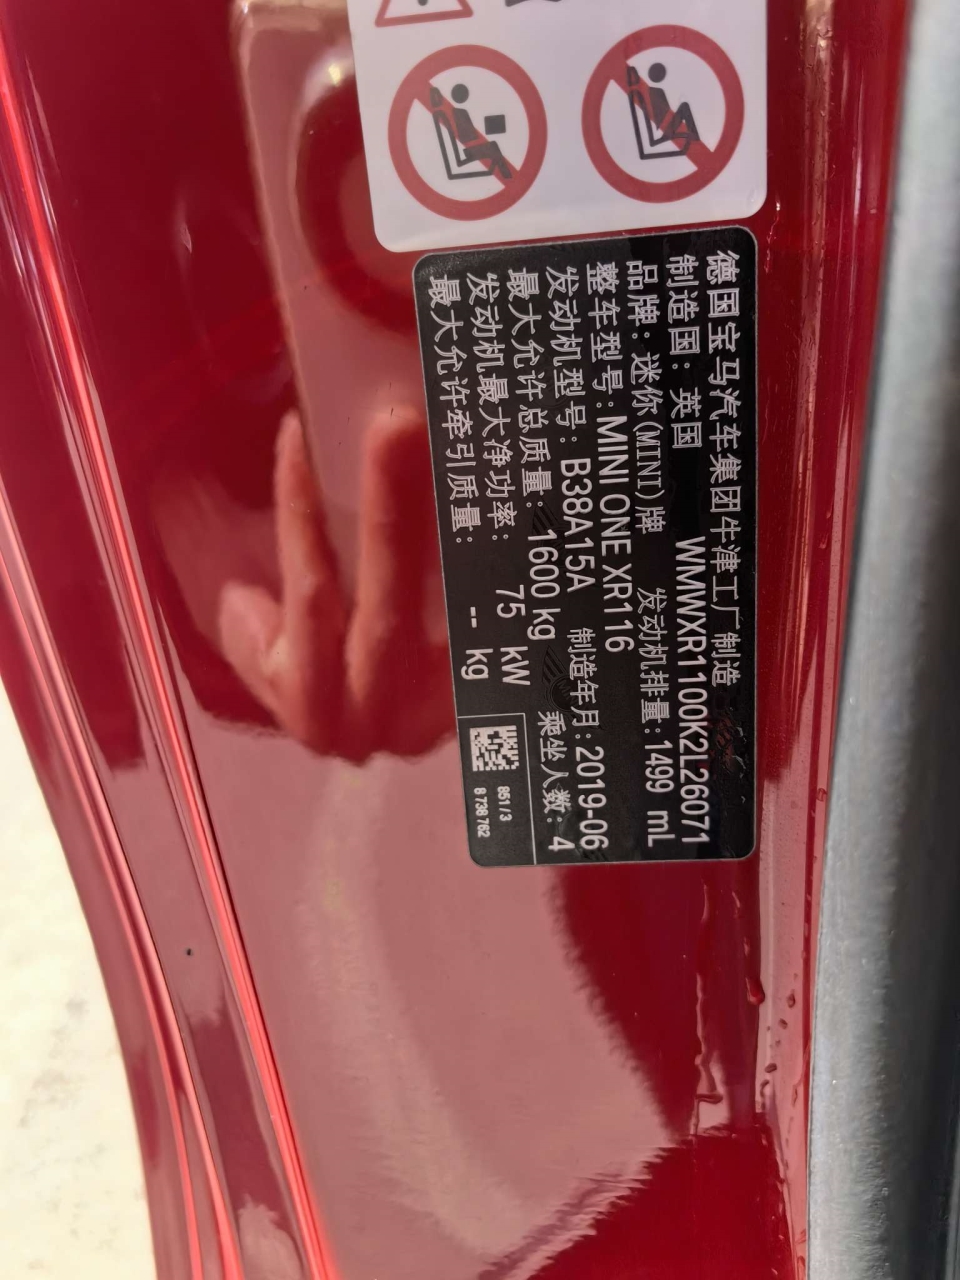 德国宝马汽车集团牛津工厂制造
制造国: 英国 WMWXR1100K2L26071
品牌: 迷你(MINI)牌 发动机排量: 1499 mL
整车型号: MINI ONE XR116
发动机型号: B38A15A 制造年月: 2019-06
最大允许总质量: 1600 kg 乘坐人数: 4
发动机最大净功率: 75 kW
最大允许牵引质量: -- kg
851/3
8 738 762